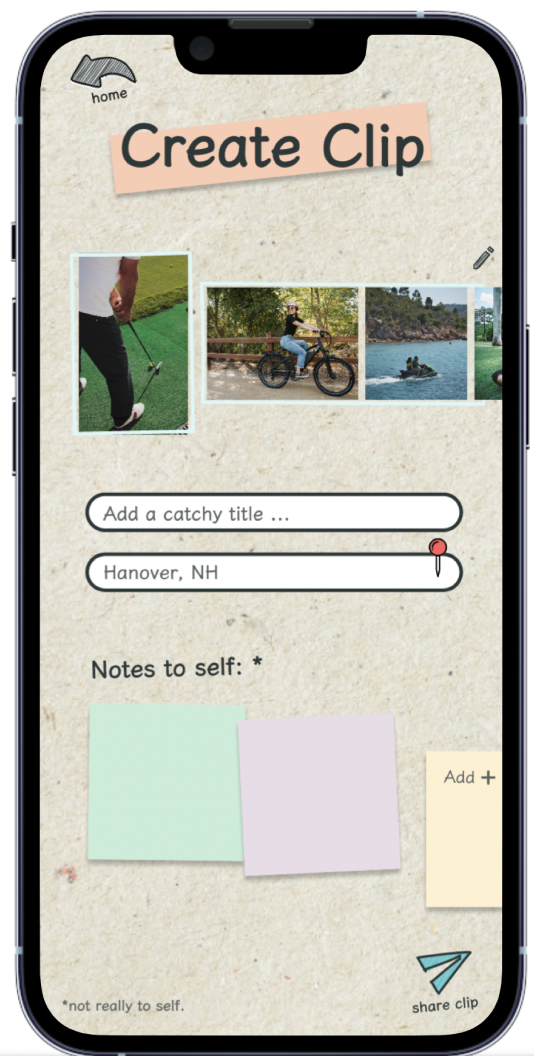 home
Create Clip
Add a catchy title ...
Hanover, NH
Notes to self: *
Add +
share clip
*not really to self.